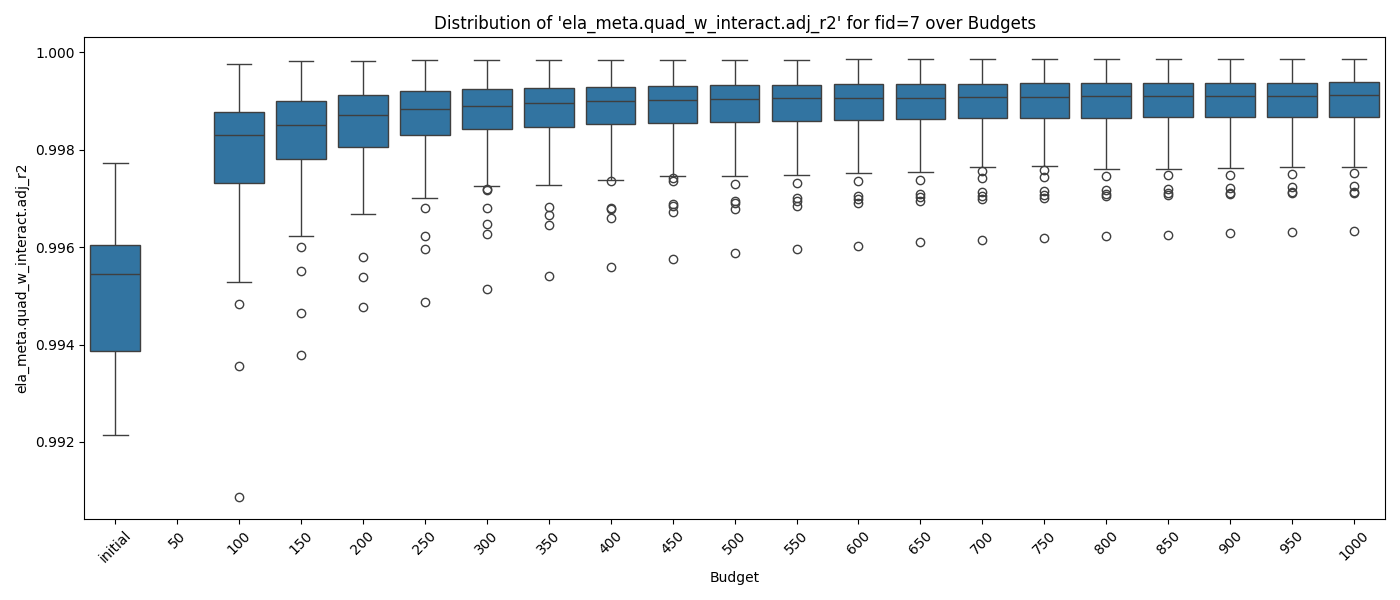 Distribution of 'ela_meta.quad_w_interact.adj_r2' for fid=7 over Budgets
ela_meta.quad_w_interact.adj_r2
1.000
0.998
0.996
0.994
0.992
initial 50 100 150 200 250 300 350 400 450 500 550 600 650 700 750 800 850 900 950 1000
Budget